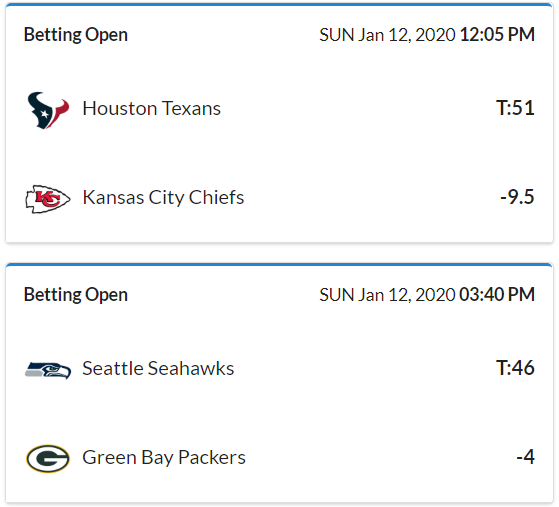 Betting Open SUN Jan 12, 2020 12:05 PM
Houston Texans T:51
KC
Kansas City Chiefs -9.5
Betting Open SUN Jan 12, 2020 03:40 PM
Seattle Seahawks T:46
G
Green Bay Packers -4